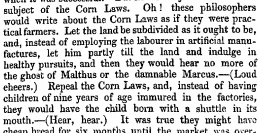 subject of the Corn Laws. Oh! these philosophers
would write about the Corn Laws as if they were prac-
tical farmers. Let the land be subdivided as it ought to be,
and, instead of employing the labourer in artificial manu-
factures, let him partly till the land and indulge in
healthy pursuits, and then they would hear no more of
the ghost of Malthus or the damnable Marcus.—(Loud
cheers.) Repeal the Corn Laws, and, instead of having
children of nine years of age immured in the factories,
they would have the child born with a shuttle in its
mouth.—(Hear, hear.) It was true they might have
cheap bread for six months until the market was over-